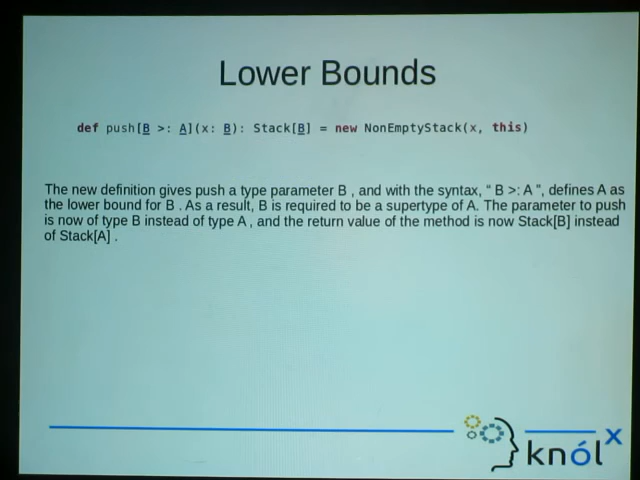 Lower Bounds
def push[B >: A](x: B): Stack[B] = new NonEmptyStack(x, this)
The new definition gives push a type parameter B , and with the syntax, “ B >: A ”, defines A as
the lower bound for B . As a result, B is required to be a supertype of A. The parameter to push
is now of type B instead of type A , and the return value of the method is now Stack[B] instead
of Stack[A] .
knólx